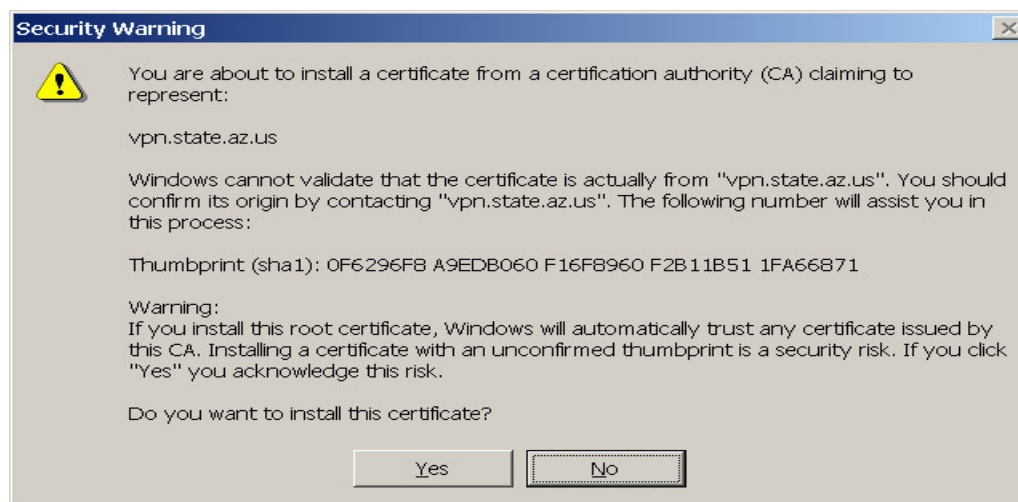 Security Warning
You are about to install a certificate from a certification authority (CA) claiming to
represent:
vpn.state.az.us
Windows cannot validate that the certificate is actually from "vpn.state.az.us". You should
confirm its origin by contacting "vpn.state.az.us". The following number will assist you in
this process:
Thumbprint (sha1): 0F6296F8 A9EDB060 F16F8960 F2B11B51 1FA66871
Warning:
If you install this root certificate, Windows will automatically trust any certificate issued by
this CA. Installing a certificate with an unconfirmed thumbprint is a security risk. If you click
"Yes" you acknowledge this risk.
Do you want to install this certificate?
Yes No